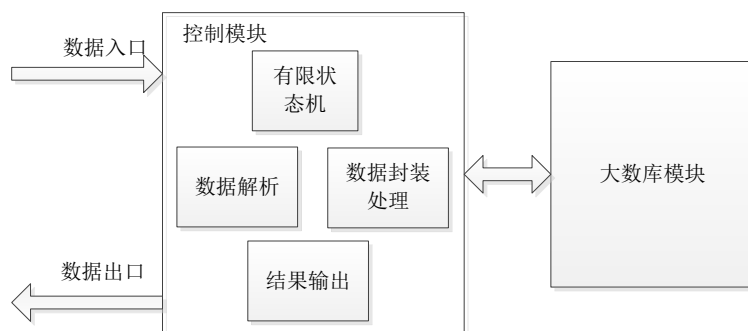 控制模块
数据入口
有限状
态机
数据解析
数据封装
处理
大数库模块
数据出口
结果输出